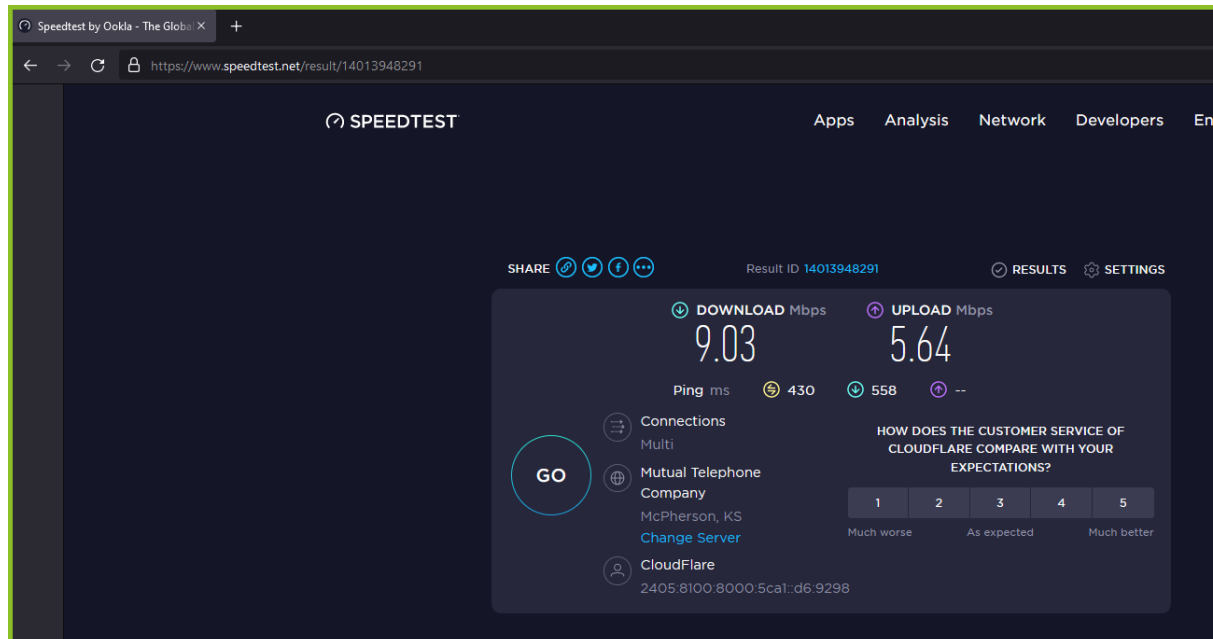 Speedtest by Ookla - The Global
https://www.speedtest.net/result/14013948291
SPEEDTEST
Apps Analysis Network Developers En
SHARE Result ID 14013948291 RESULTS SETTINGS
DOWNLOAD Mbps UPLOAD Mbps
9.03 5.64
Ping ms 430 558 --
Connections
Multi
Mutual Telephone
Company
McPherson, KS
Change Server
CloudFlare
2405:8100:8000:5ca1::d6:9298
GO
HOW DOES THE CUSTOMER SERVICE OF
CLOUDFLARE COMPARE WITH YOUR
EXPECTATIONS?
1 2 3 4 5
Much worse As expected Much better